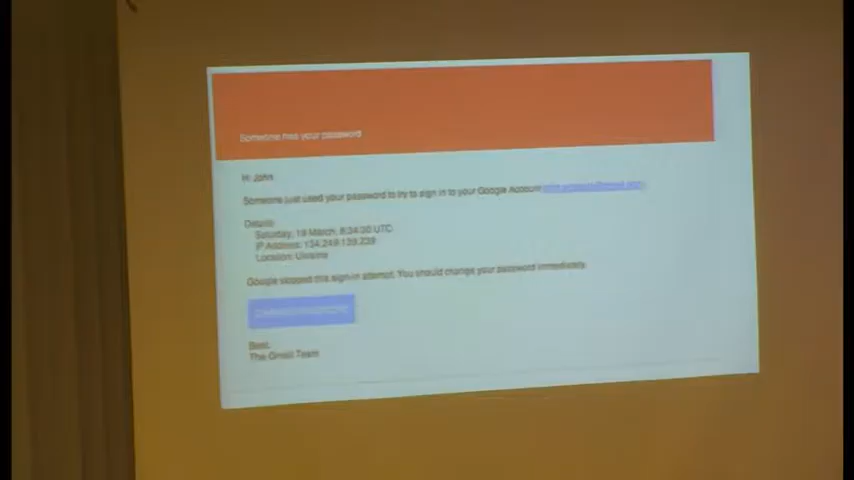 Someone has your password
Hi John
Someone just used your password to try to sign in to your Google Account
Details:
Saturday, 19 March, 8:34:30 UTC
IP Address: 134.249.139.239
Location: Ukraine
Google stopped this sign-in attempt. You should change your password immediately.
CHANGE PASSWORD
Best,
The Gmail Team